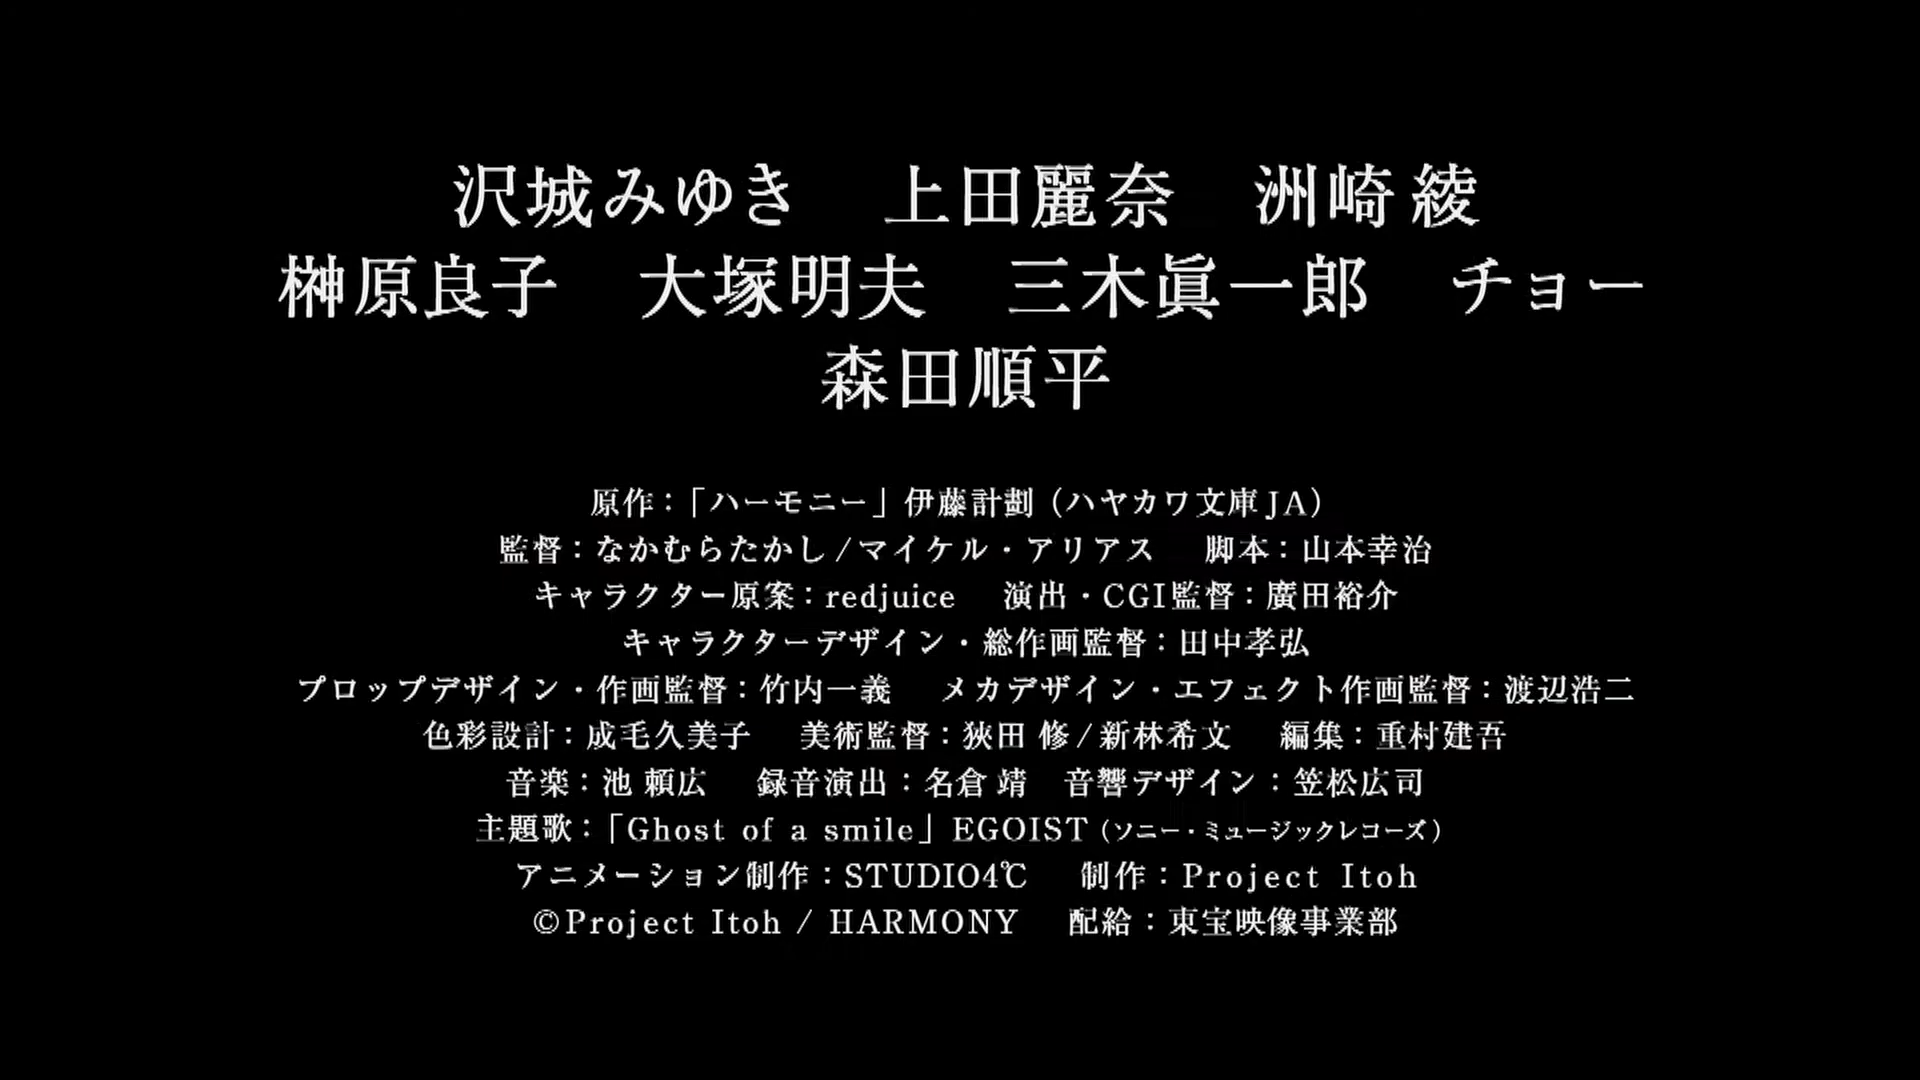 沢城みゆき　上田麗奈　洲崎 綾
榊原良子　大塚明夫　三木眞一郎　チョー
森田順平
原作：「ハーモニー」伊藤計劃（ハヤカワ文庫JA）
監督：なかむらたかし/マイケル・アリアス　脚本：山本幸治
キャラクター原案：redjuice　演出・CGI監督：廣田裕介
キャラクターデザイン・総作画監督：田中孝弘
プロップデザイン・作画監督：竹内一義　メカデザイン・エフェクト作画監督：渡辺浩二
色彩設計：成毛久美子　美術監督：狹田 修/新林希文　編集：重村建吾
音楽：池 頼広　録音演出：名倉 靖　音響デザイン：笠松広司
主題歌：「Ghost of a smile」EGOIST（ソニー・ミュージックレコーズ）
アニメーション制作：STUDIO4℃　制作：Project Itoh
©Project Itoh / HARMONY　配給：東宝映像事業部